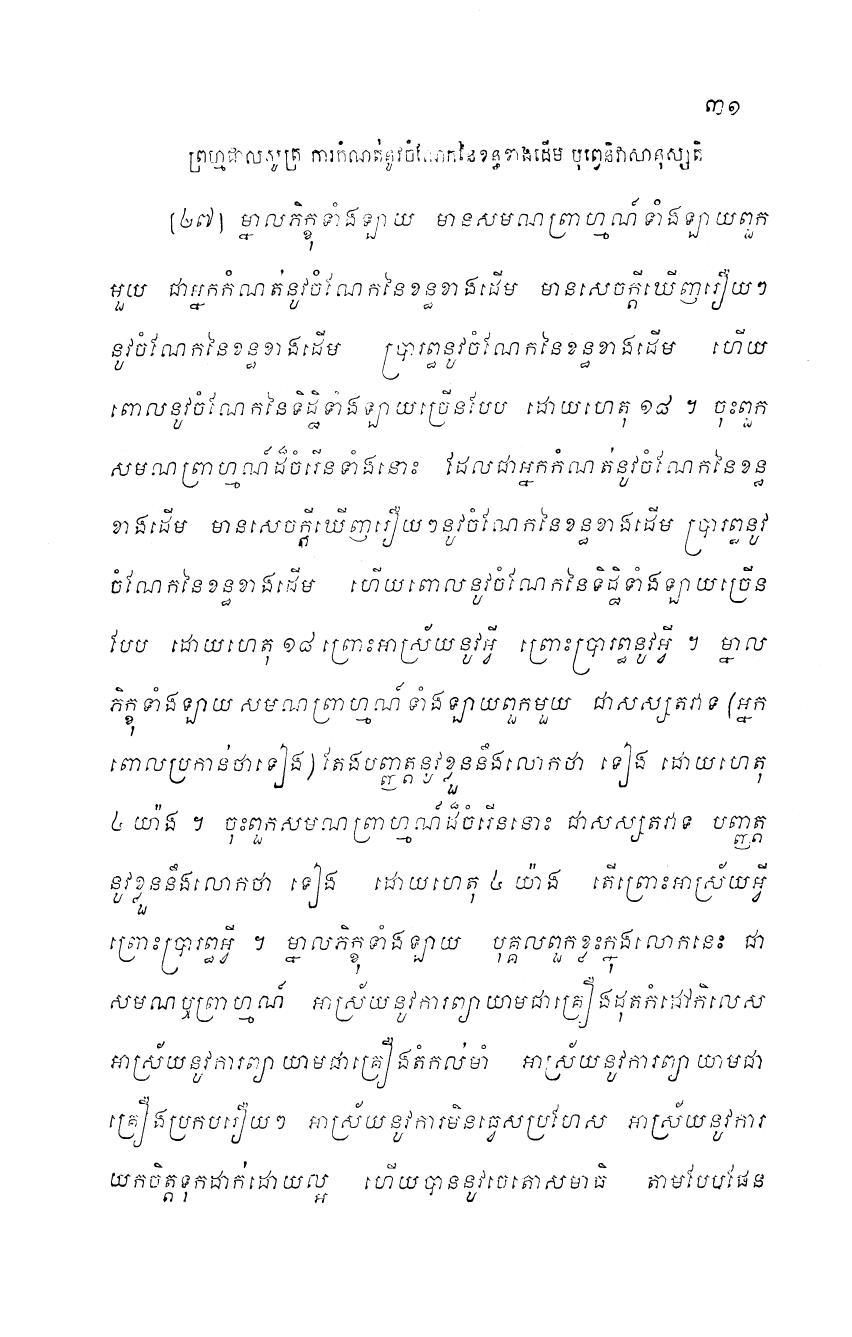 ៣១
ព្រហ្មជាលសូត្រ ការកំណត់នូវចំណែកនៃខន្ធខាងដើម បុព្វេនិវាសានុស្សតិ
[២៧] ម្នាលភិក្ខុទាំងឡាយ មានសមណព្រាហ្មណ៍ទាំងឡាយពួក
មួយ ជាអ្នកកំណត់នូវចំណែកនៃខន្ធខាងដើម មានសេចក្តីឃើញរឿយៗ
នូវចំណែកនៃខន្ធខាងដើម ប្រារព្ធនូវចំណែកនៃខន្ធខាងដើម ហើយ
ពោលនូវចំណែកនៃទិដ្ឋិទាំងឡាយច្រើនបែប ដោយហេតុ ១៨ ។ ចុះពួក
សមណព្រាហ្មណ៍ដ៏ចំរើនទាំងនោះ ដែលជាអ្នកកំណត់នូវចំណែកនៃខន្ធ
ខាងដើម មានសេចក្តីឃើញរឿយៗនូវចំណែកនៃខន្ធខាងដើម ប្រារព្ធនូវ
ចំណែកនៃខន្ធខាងដើម ហើយពោលនូវចំណែកនៃទិដ្ឋិទាំងឡាយច្រើន
បែប ដោយហេតុ ១៨ ព្រោះអាស្រ័យនូវអ្វី ព្រោះប្រារព្ធនូវអ្វី ។ ម្នាល
ភិក្ខុទាំងឡាយ សមណព្រាហ្មណ៍ទាំងឡាយពួកមួយ ជាសស្សតវាទ (អ្នក
ពោលប្រកាន់ថាទៀង) តែងបញ្ញត្តនូវខ្លួននឹងលោកថា ទៀង ដោយហេតុ
៤ យ៉ាង ។ ចុះពួកសមណព្រាហ្មណ៍ដ៏ចំរើននោះ ជាសស្សតវាទ បញ្ញត្ត
នូវខ្លួននឹងលោកថា ទៀង ដោយហេតុ ៤ យ៉ាង តើព្រោះអាស្រ័យអ្វី
ព្រោះប្រារព្ធអ្វី ។ ម្នាលភិក្ខុទាំងឡាយ បុគ្គលពួកខ្លះក្នុងលោកនេះ ជា
សមណឬព្រាហ្មណ៍ អាស្រ័យនូវការព្យាយាមជាគ្រឿងដុតកំដៅកិលេស
អាស្រ័យនូវការព្យាយាមជាគ្រឿងតំកល់មាំ អាស្រ័យនូវការព្យាយាមជា
គ្រឿងប្រកបរឿយៗ អាស្រ័យនូវការមិនធ្វេសប្រហែស អាស្រ័យនូវការ
យកចិត្តទុកដាក់ដោយល្អ ហើយបាននូវចេតោសមាធិ តាមបែបផែន